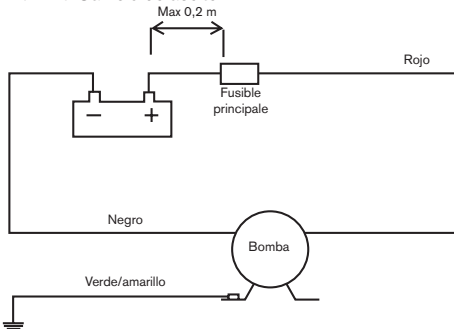 Max 0,2 m
Rojo
Fusible
principale
– +
Negro
Bomba
Verde/amarillo